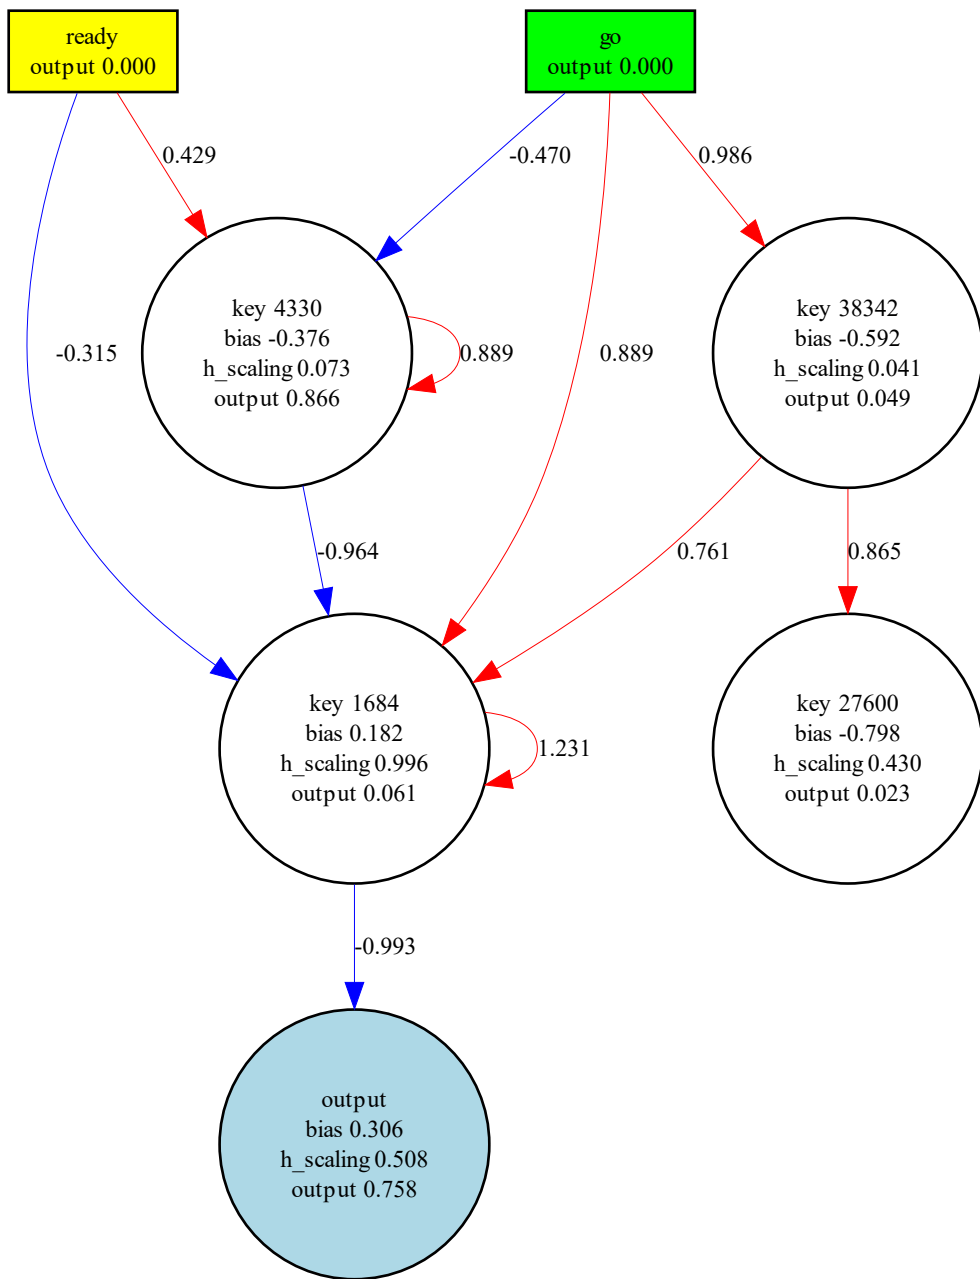 ready
output 0.000
go
output 0.000
0.429
-0.470
0.986
key 4330
bias -0.376
h_scaling 0.073
output 0.866
key 38342
bias -0.592
h_scaling 0.041
output 0.049
-0.315
0.889
0.889
-0.964
0.761
0.865
key 1684
bias 0.182
h_scaling 0.996
output 0.061
key 27600
bias -0.798
h_scaling 0.430
output 0.023
1.231
-0.993
output
bias 0.306
h_scaling 0.508
output 0.758